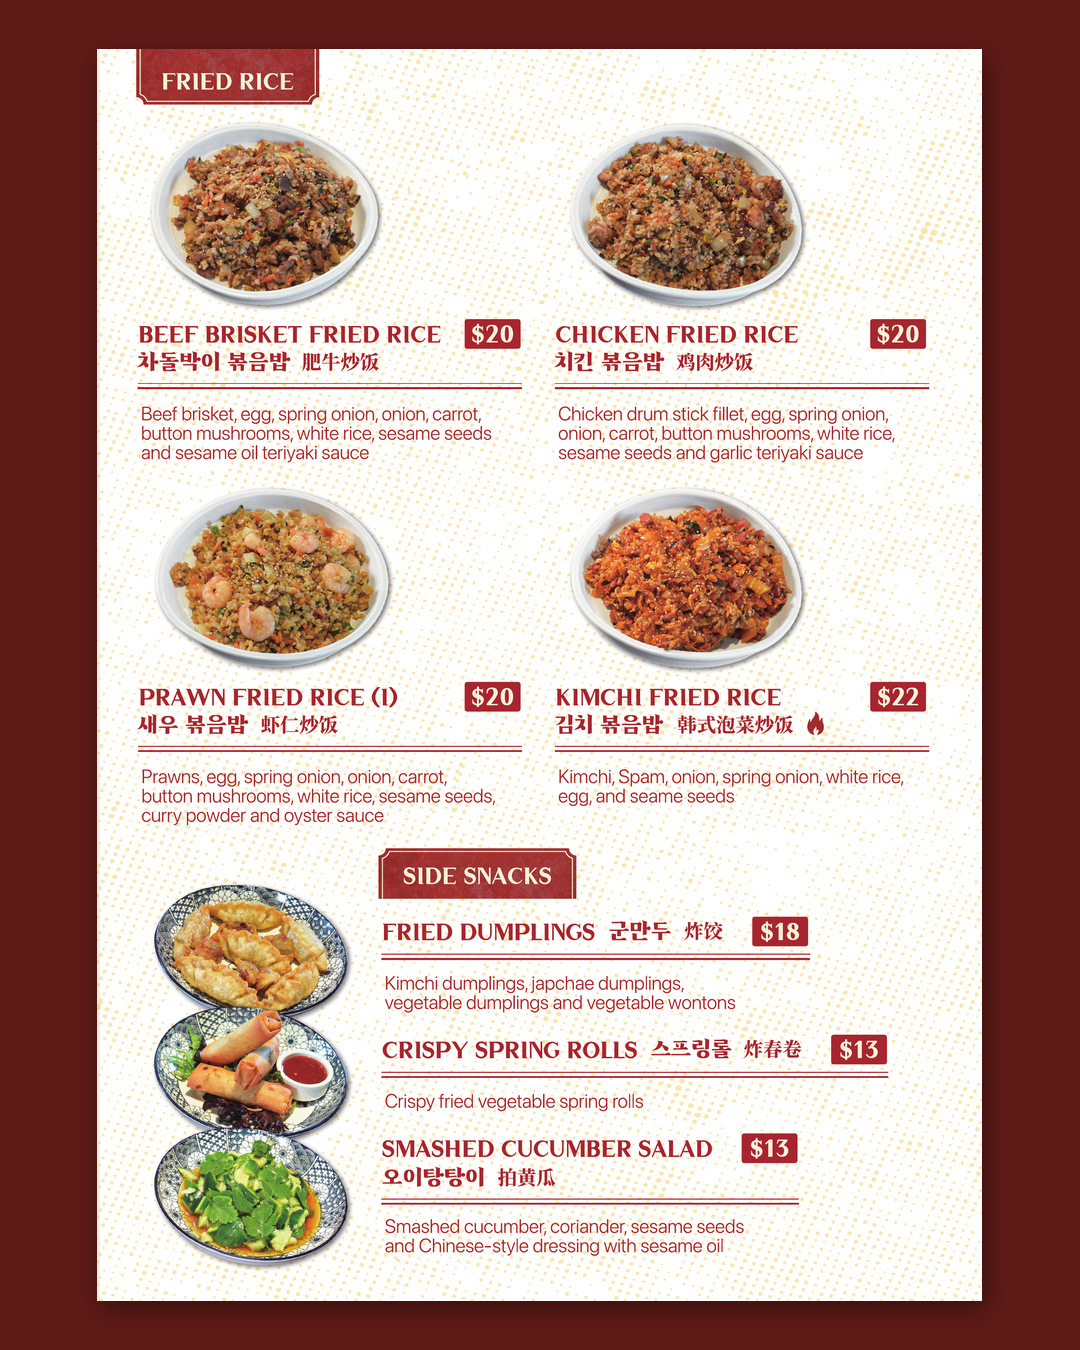 FRIED RICE
BEEF BRISKET FRIED RICE $20
차돌박이 볶음밥 肥牛炒饭
Beef brisket, egg, spring onion, onion, carrot,
button mushrooms, white rice, sesame seeds
and sesame oil teriyaki sauce
CHICKEN FRIED RICE $20
치킨 볶음밥 鸡肉炒饭
Chicken drum stick fillet, egg, spring onion,
onion, carrot, button mushrooms, white rice,
sesame seeds and garlic teriyaki sauce
PRAWN FRIED RICE (I) $20
새우 볶음밥 虾仁炒饭
Prawns, egg, spring onion, onion, carrot,
button mushrooms, white rice, sesame seeds,
curry powder and oyster sauce
KIMCHI FRIED RICE $22
김치 볶음밥 韩式泡菜炒饭
Kimchi, Spam, onion, spring onion, white rice,
egg, and seame seeds
SIDE SNACKS
FRIED DUMPLINGS 군만두 炸饺 $18
Kimchi dumplings, japchae dumplings,
vegetable dumplings and vegetable wontons
CRISPY SPRING ROLLS 스프링롤 炸春卷 $13
Crispy fried vegetable spring rolls
SMASHED CUCUMBER SALAD $13
오이탕탕이 拍黄瓜
Smashed cucumber, coriander, sesame seeds
and Chinese-style dressing with sesame oil